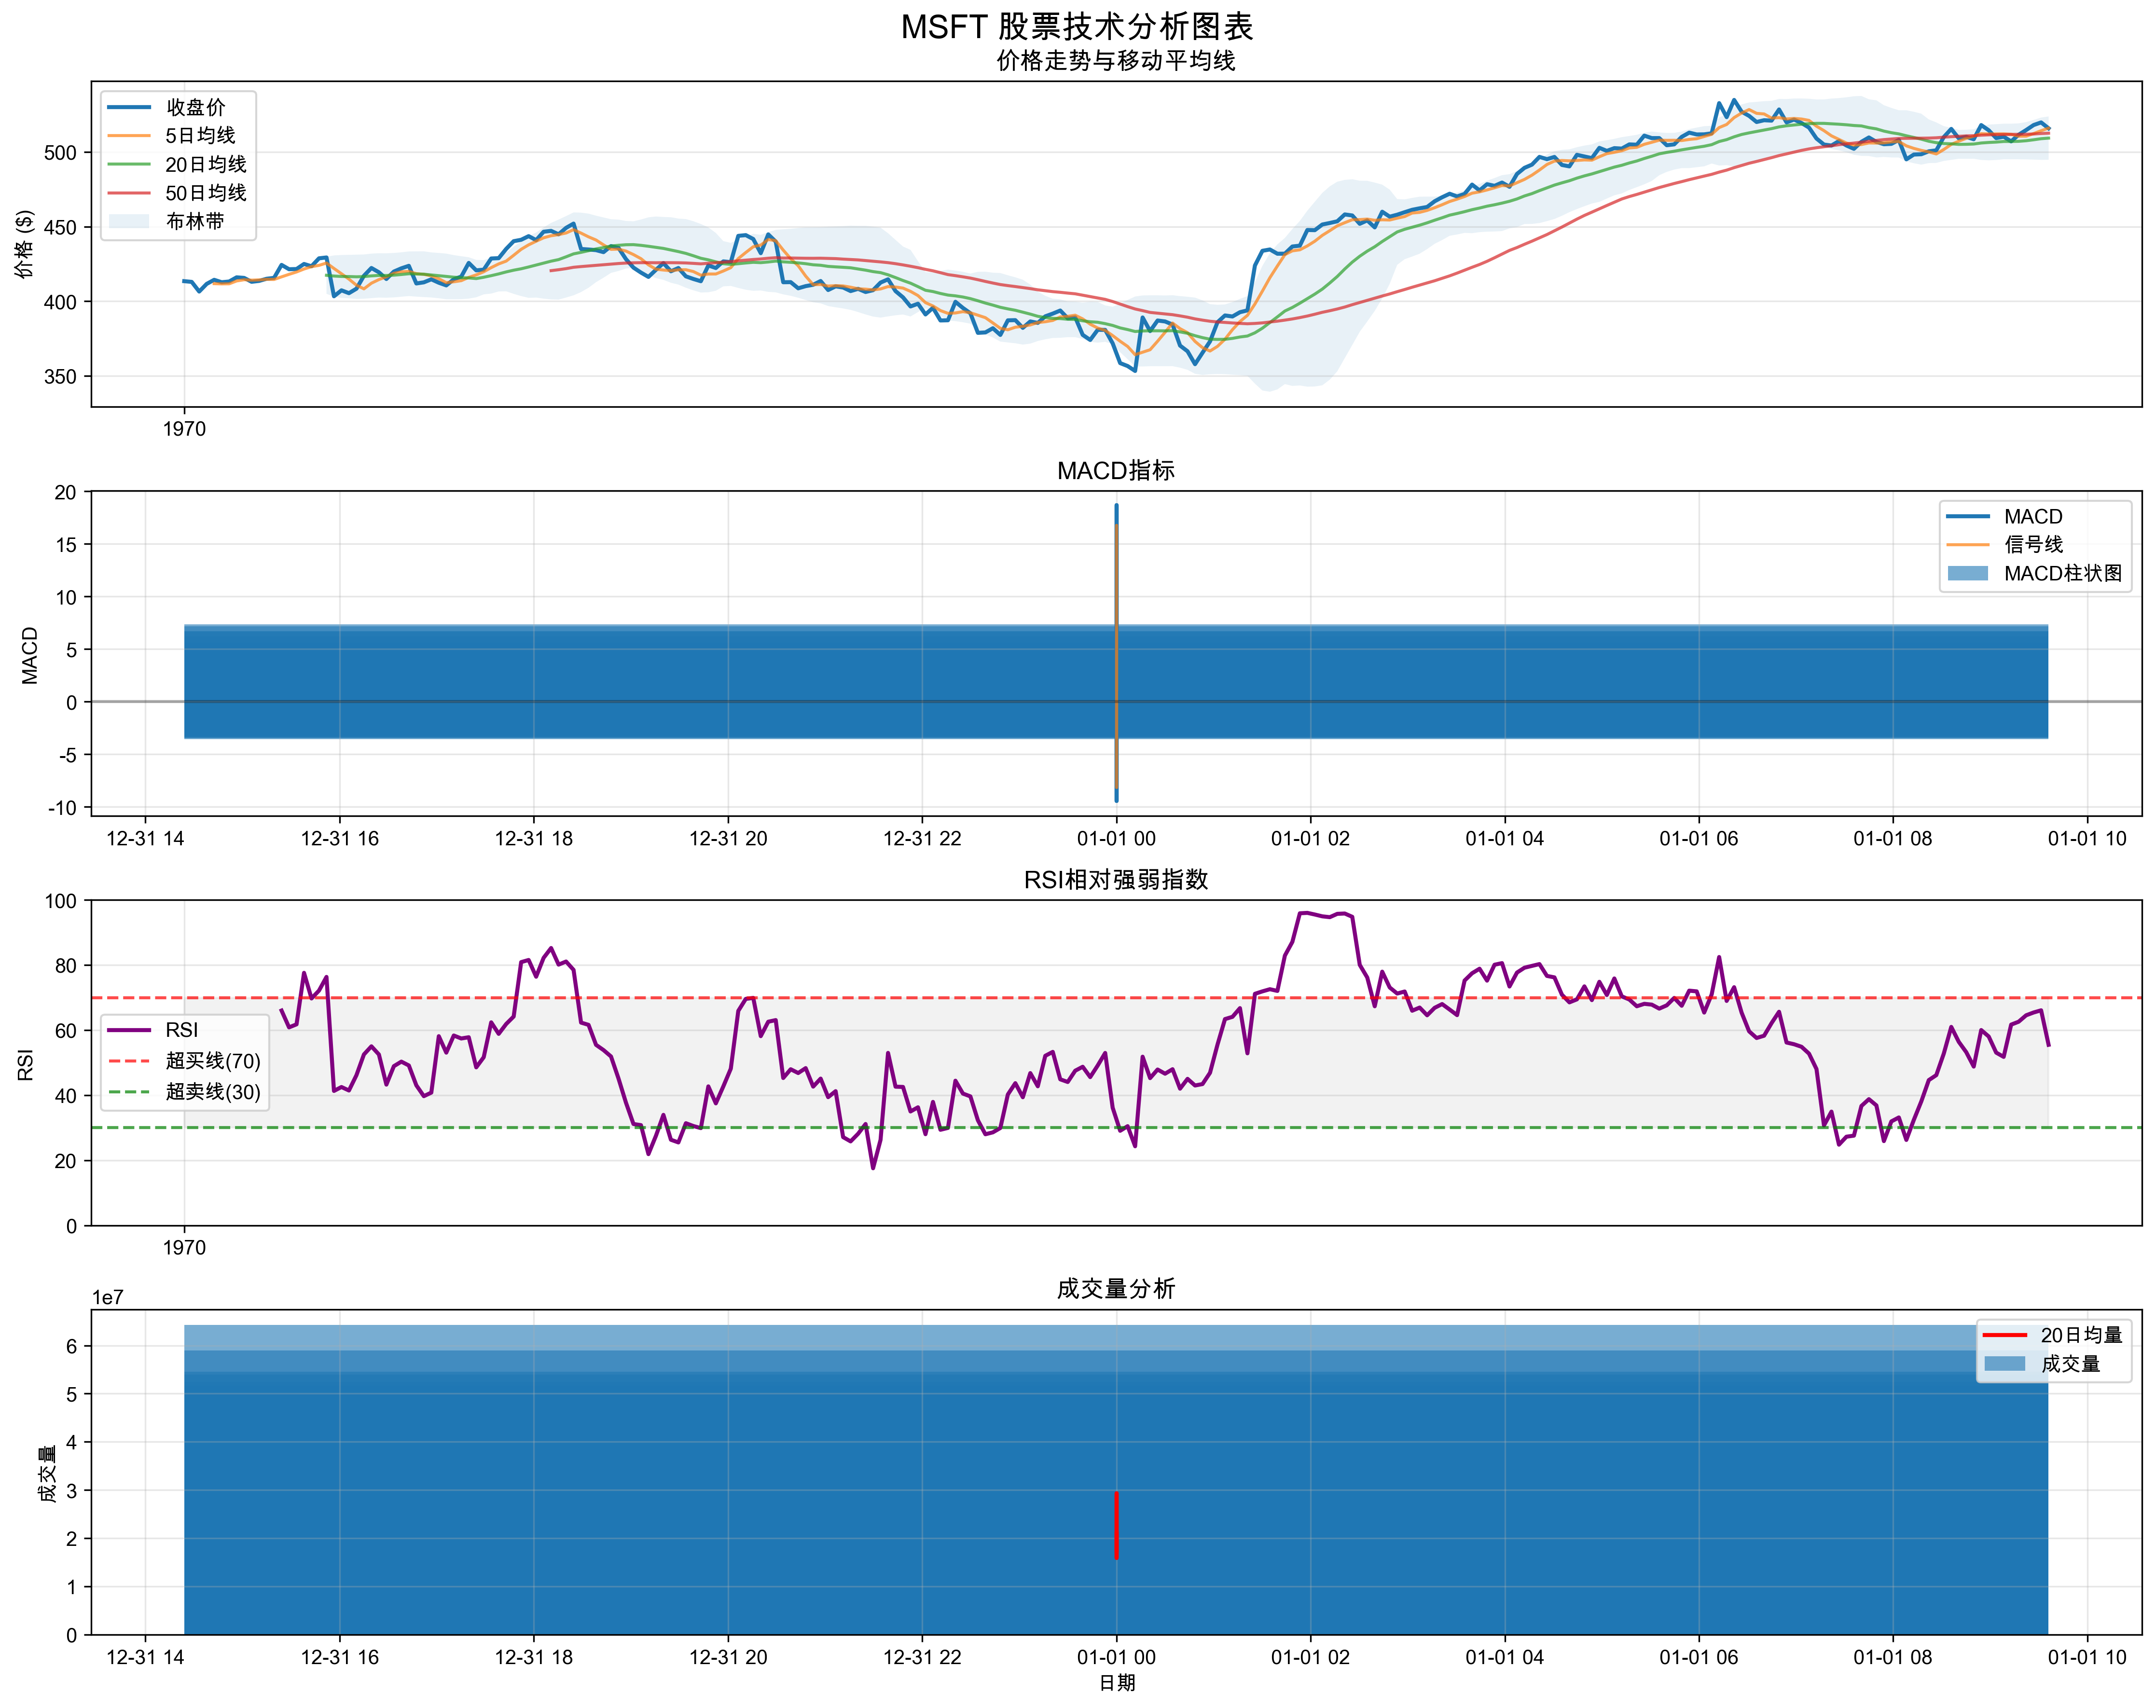 MSFT 股票技术分析图表
价格走势与移动平均线
收盘价
5日均线
20日均线
50日均线
布林带
价格 ($)
500
450
400
350
1970
MACD指标
MACD
信号线
MACD柱状图
MACD
20
15
10
5
0
-5
-10
12-31 14
12-31 16
12-31 18
12-31 20
12-31 22
01-01 00
01-01 02
01-01 04
01-01 06
01-01 08
01-01 10
RSI相对强弱指数
RSI
超买线(70)
超卖线(30)
RSI
100
80
60
40
20
0
1970
成交量分析
1e7
20日均量
成交量
成交量
6
5
4
3
2
1
0
12-31 14
12-31 16
12-31 18
12-31 20
12-31 22
01-01 00
01-01 02
01-01 04
01-01 06
01-01 08
01-01 10
日期